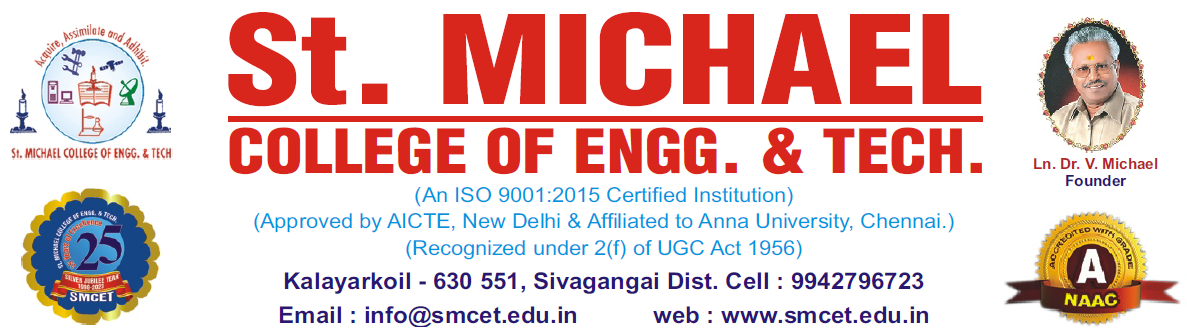 Acquire, Assimilate and Adhibit.
St. MICHAEL COLLEGE OF ENGG. & TECH
ST. MICHAEL COLLEGE OF ENGG. & TECH.
25
SILVER JUBILEE YEAR
SMCET
St. MICHAEL
COLLEGE OF ENGG. & TECH.
(An ISO 9001:2015 Certified Institution)
(Approved by AICTE, New Delhi & Affiliated to Anna University, Chennai.)
(Recognized under 2(f) of UGC Act 1956)
Kalayarkoil - 630 551, Sivagangai Dist. Cell : 9942796723
Email : info@smcet.edu.in web : www.smcet.edu.in
Ln. Dr. V. Michael
Founder
ACCREDITED WITH GRADE
A
NAAC